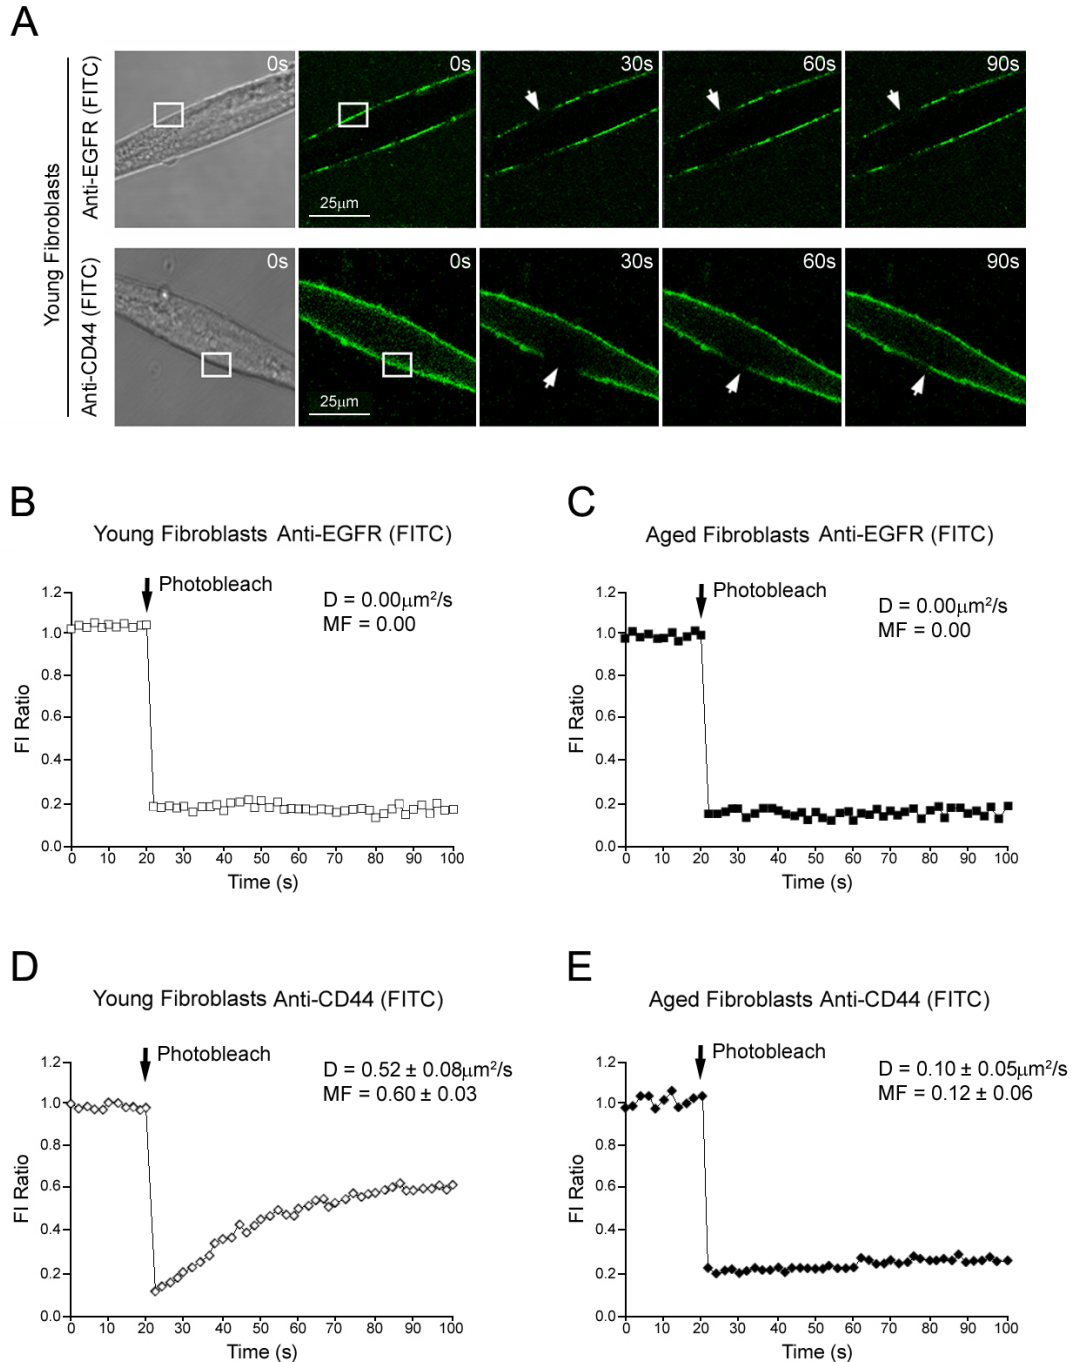 A
Young Fibroblasts
Anti-EGFR (FITC)
0s
0s
30s
60s
90s
25μm
Anti-CD44 (FITC)
0s
0s
30s
60s
90s
25μm
B
Young Fibroblasts Anti-EGFR (FITC)
Photobleach
D = 0.00μm²/s
MF = 0.00
FI Ratio
1.2
1.0
0.8
0.6
0.4
0.2
0.0
0 10 20 30 40 50 60 70 80 90 100
Time (s)
C
Aged Fibroblasts Anti-EGFR (FITC)
Photobleach
D = 0.00μm²/s
MF = 0.00
FI Ratio
1.2
1.0
0.8
0.6
0.4
0.2
0.0
0 10 20 30 40 50 60 70 80 90 100
Time (s)
D
Young Fibroblasts Anti-CD44 (FITC)
Photobleach
D = 0.52 ± 0.08μm²/s
MF = 0.60 ± 0.03
FI Ratio
1.2
1.0
0.8
0.6
0.4
0.2
0.0
0 10 20 30 40 50 60 70 80 90 100
Time (s)
E
Aged Fibroblasts Anti-CD44 (FITC)
Photobleach
D = 0.10 ± 0.05μm²/s
MF = 0.12 ± 0.06
FI Ratio
1.2
1.0
0.8
0.6
0.4
0.2
0.0
0 10 20 30 40 50 60 70 80 90 100
Time (s)